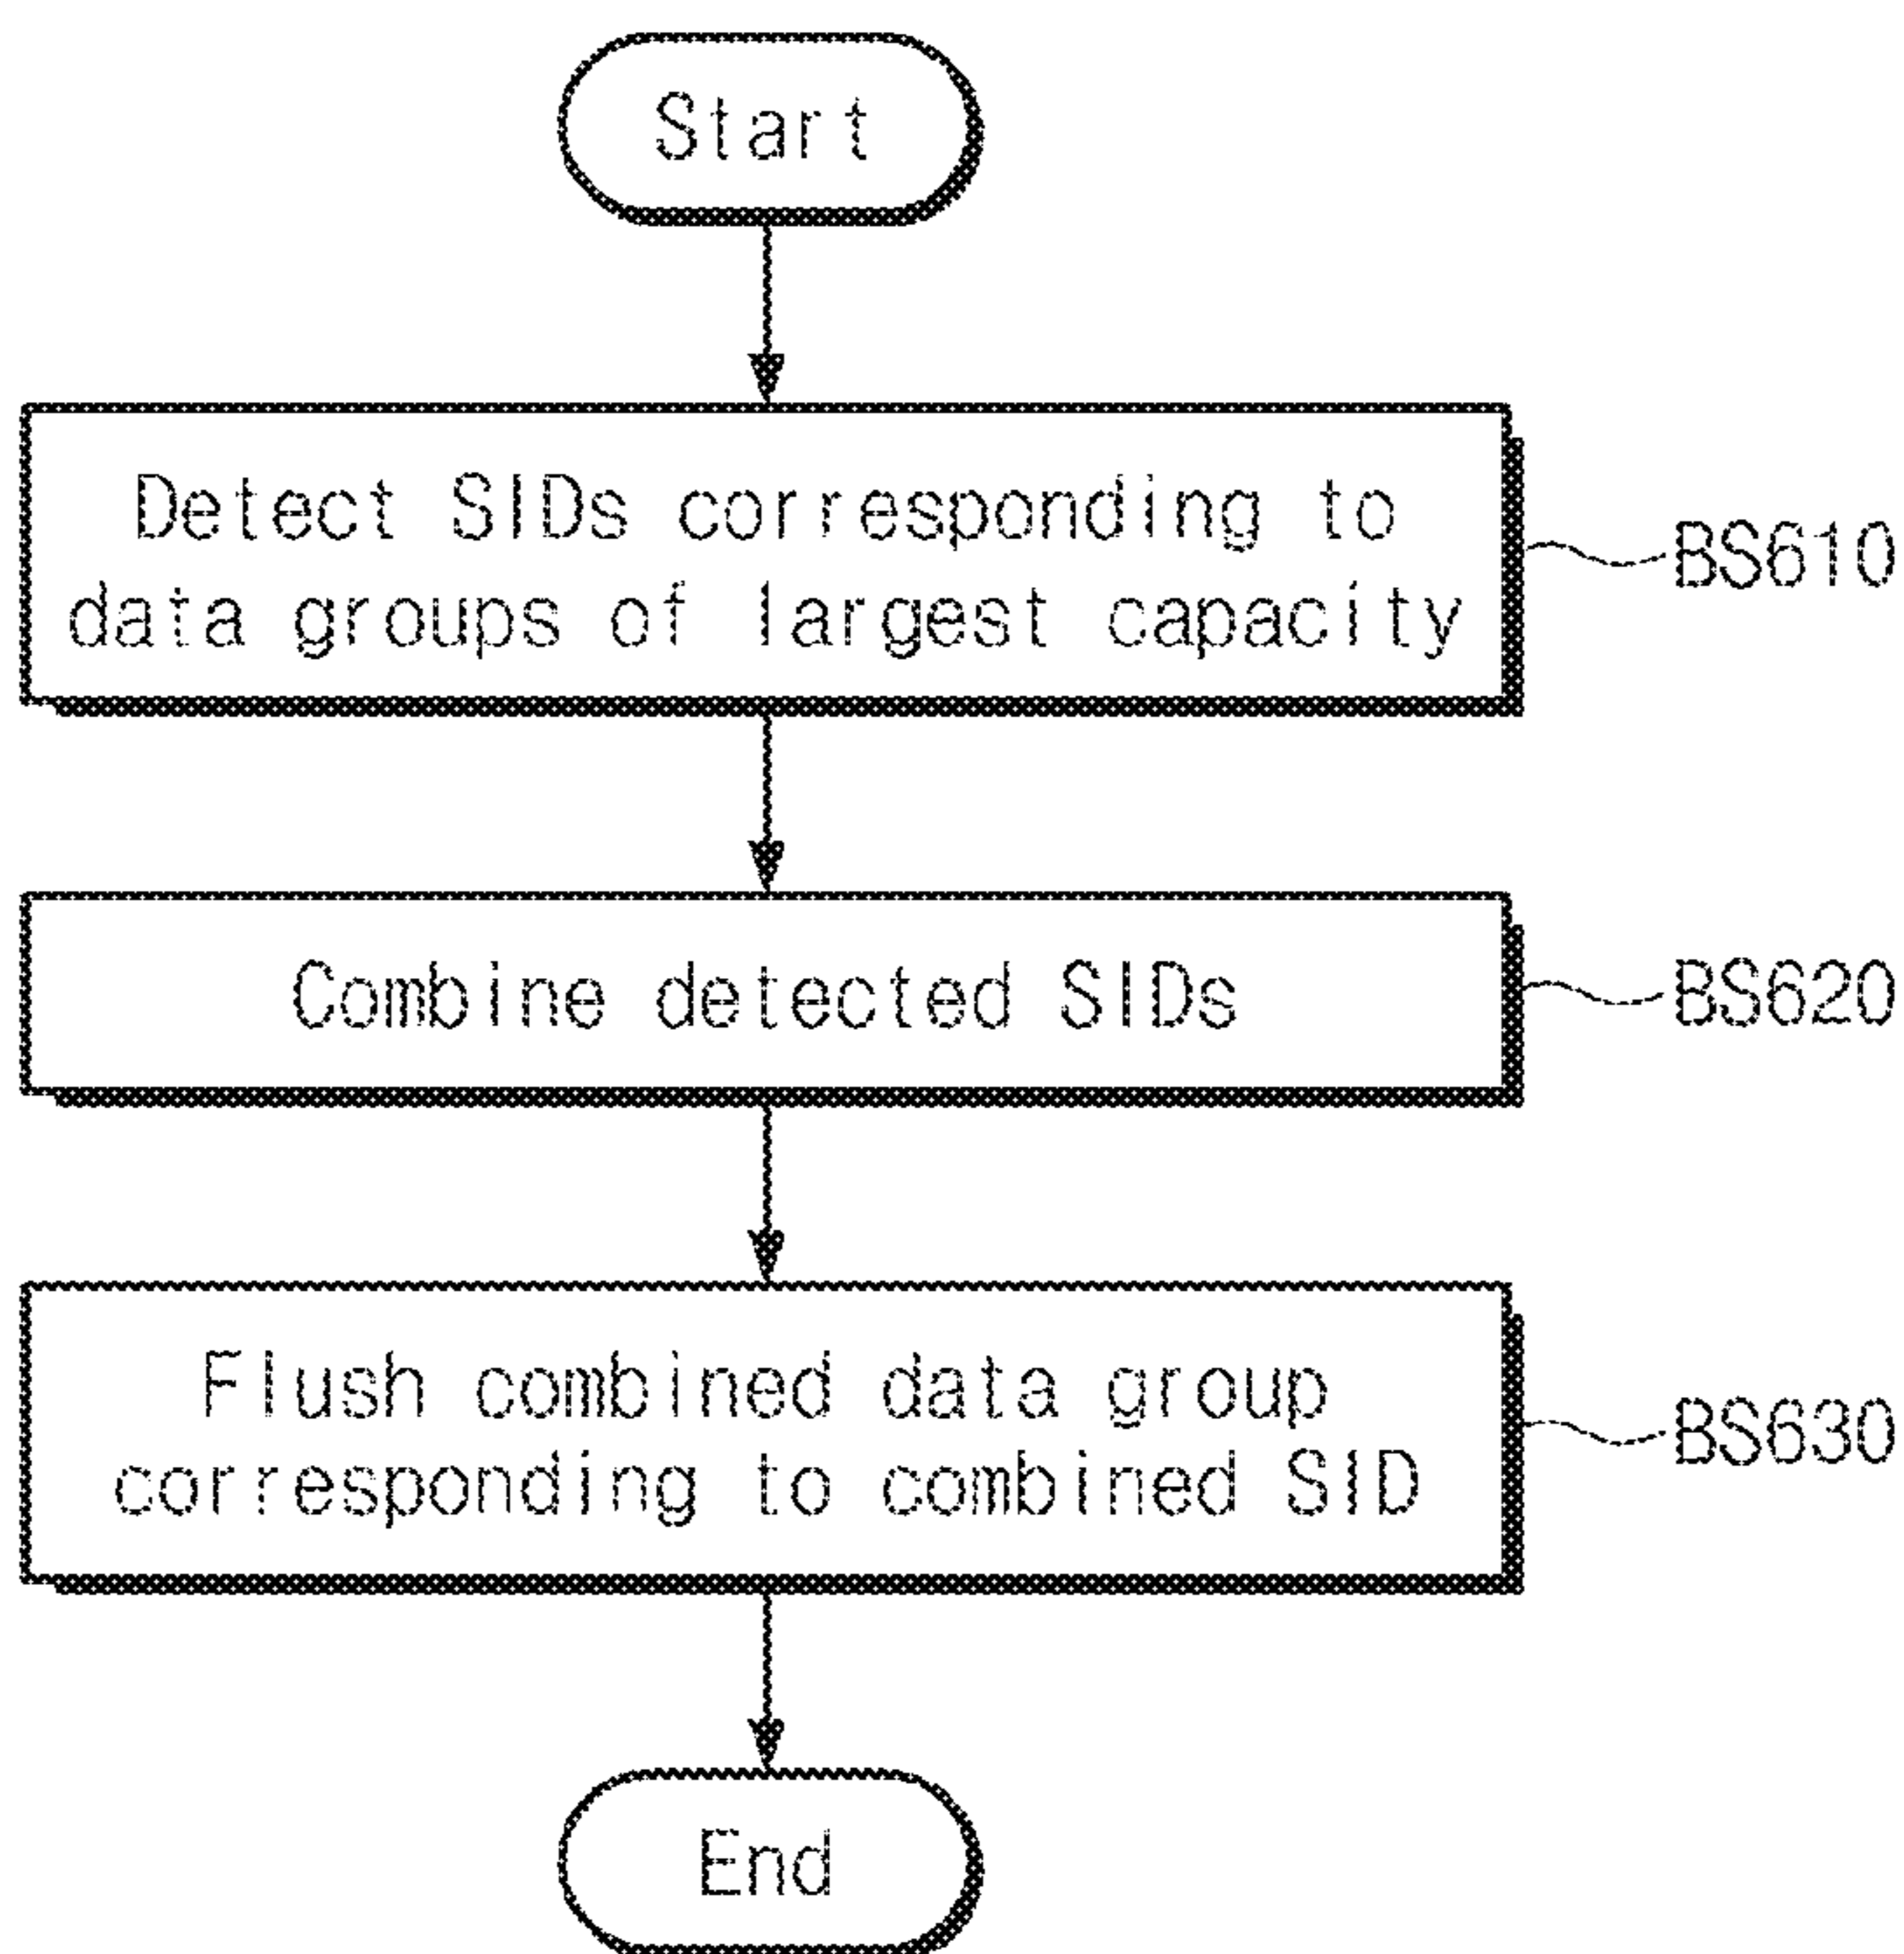 Start
Detect SIDs corresponding to
data groups of largest capacity
BS610
Combine detected SIDs
BS620
Flush combined data group
corresponding to combined SID
BS630
End